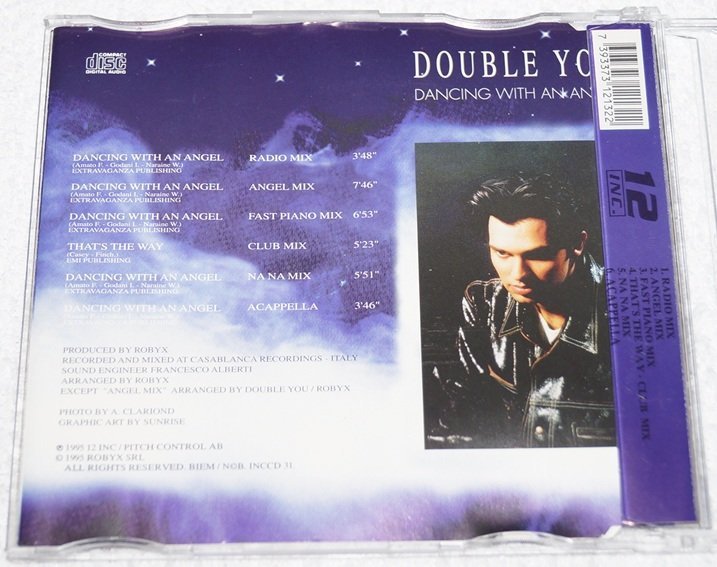 COMPACT
disc
DIGITAL AUDIO
DOUBLE YO
DANCING WITH AN AN
DANCING WITH AN ANGEL RADIO MIX 3'48"
(Amato F. - Godani I. - Naraine W.)
EXTRAVAGANZA PUBLISHING
DANCING WITH AN ANGEL ANGEL MIX 7'46"
(Amato F. - Godani I. - Naraine W.)
EXTRAVAGANZA PUBLISHING
DANCING WITH AN ANGEL FAST PIANO MIX 6'53"
(Amato F. - Godani I. - Naraine W.)
EXTRAVAGANZA PUBLISHING
THAT'S THE WAY CLUB MIX 5'23"
(Casey - Finch.)
EMI PUBLISHING
DANCING WITH AN ANGEL NA NA MIX 5'51"
(Amato F. - Godani I. - Naraine W.)
EXTRAVAGANZA PUBLISHING
DANCING WITH AN ANGEL ACAPPELLA 3'46"
(Amato F. - Godani I. - Naraine W.)
EXTRAVAGANZA PUBLISHING
PRODUCED BY ROBYX
RECORDED AND MIXED AT CASABLANCA RECORDINGS - ITALY
SOUND ENGINEER FRANCESCO ALBERTI
ARRANGED BY ROBYX
EXCEPT "ANGEL MIX" ARRANGED BY DOUBLE YOU / ROBYX
PHOTO BY A. CLARIOND
GRAPHIC ART BY SUNRISE
℗ 1995 12 INC / PITCH CONTROL AB
© 1995 ROBYX SRL
ALL RIGHTS RESERVED. BIEM / N©B. INCCD 31
7 393373 121322
12
INC.
1. RADIO MIX
2. ANGEL MIX
3. FAST PIANO MIX
4. THAT'S THE WAY - CLUB MIX
5. NA NA MIX
6. ACAPELLA